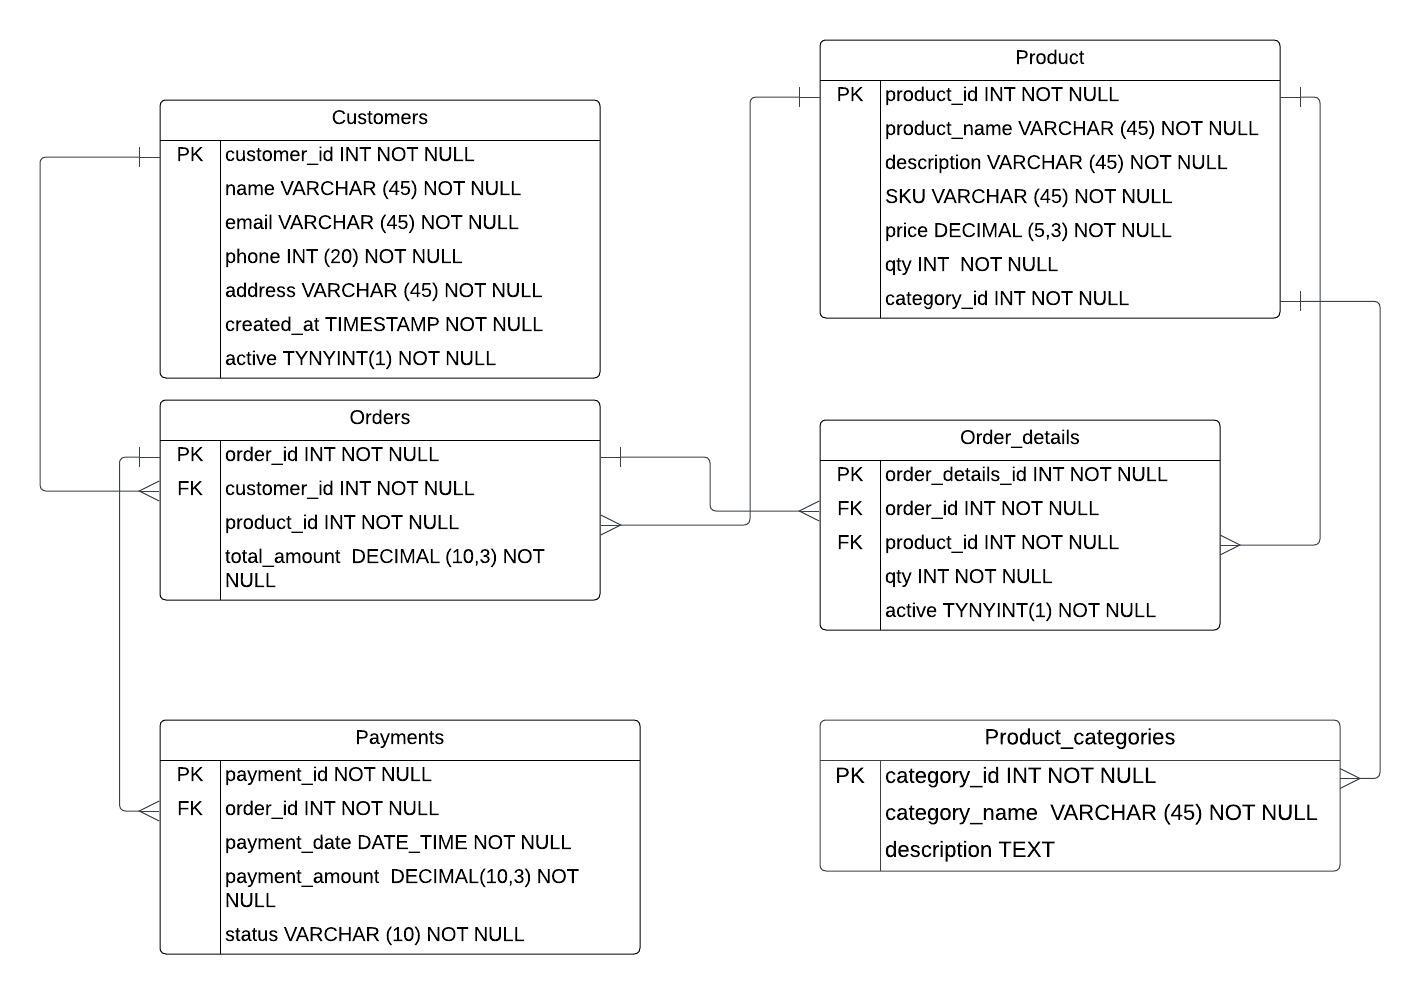 Customers
PK customer_id INT NOT NULL
name VARCHAR (45) NOT NULL
email VARCHAR (45) NOT NULL
phone INT (20) NOT NULL
address VARCHAR (45) NOT NULL
created_at TIMESTAMP NOT NULL
active TYNYINT(1) NOT NULL
Orders
PK order_id INT NOT NULL
FK customer_id INT NOT NULL
product_id INT NOT NULL
total_amount  DECIMAL (10,3) NOT
NULL
Payments
PK payment_id NOT NULL
FK order_id INT NOT NULL
payment_date DATE_TIME NOT NULL
payment_amount  DECIMAL(10,3) NOT
NULL
status VARCHAR (10) NOT NULL
Product
PK product_id INT NOT NULL
product_name VARCHAR (45) NOT NULL
description VARCHAR (45) NOT NULL
SKU VARCHAR (45) NOT NULL
price DECIMAL (5,3) NOT NULL
qty INT  NOT NULL
category_id INT NOT NULL
Order_details
PK order_details_id INT NOT NULL
FK order_id INT NOT NULL
FK product_id INT NOT NULL
qty INT NOT NULL
active TYNYINT(1) NOT NULL
Product_categories
PK category_id INT NOT NULL
category_name  VARCHAR (45) NOT NULL
description TEXT